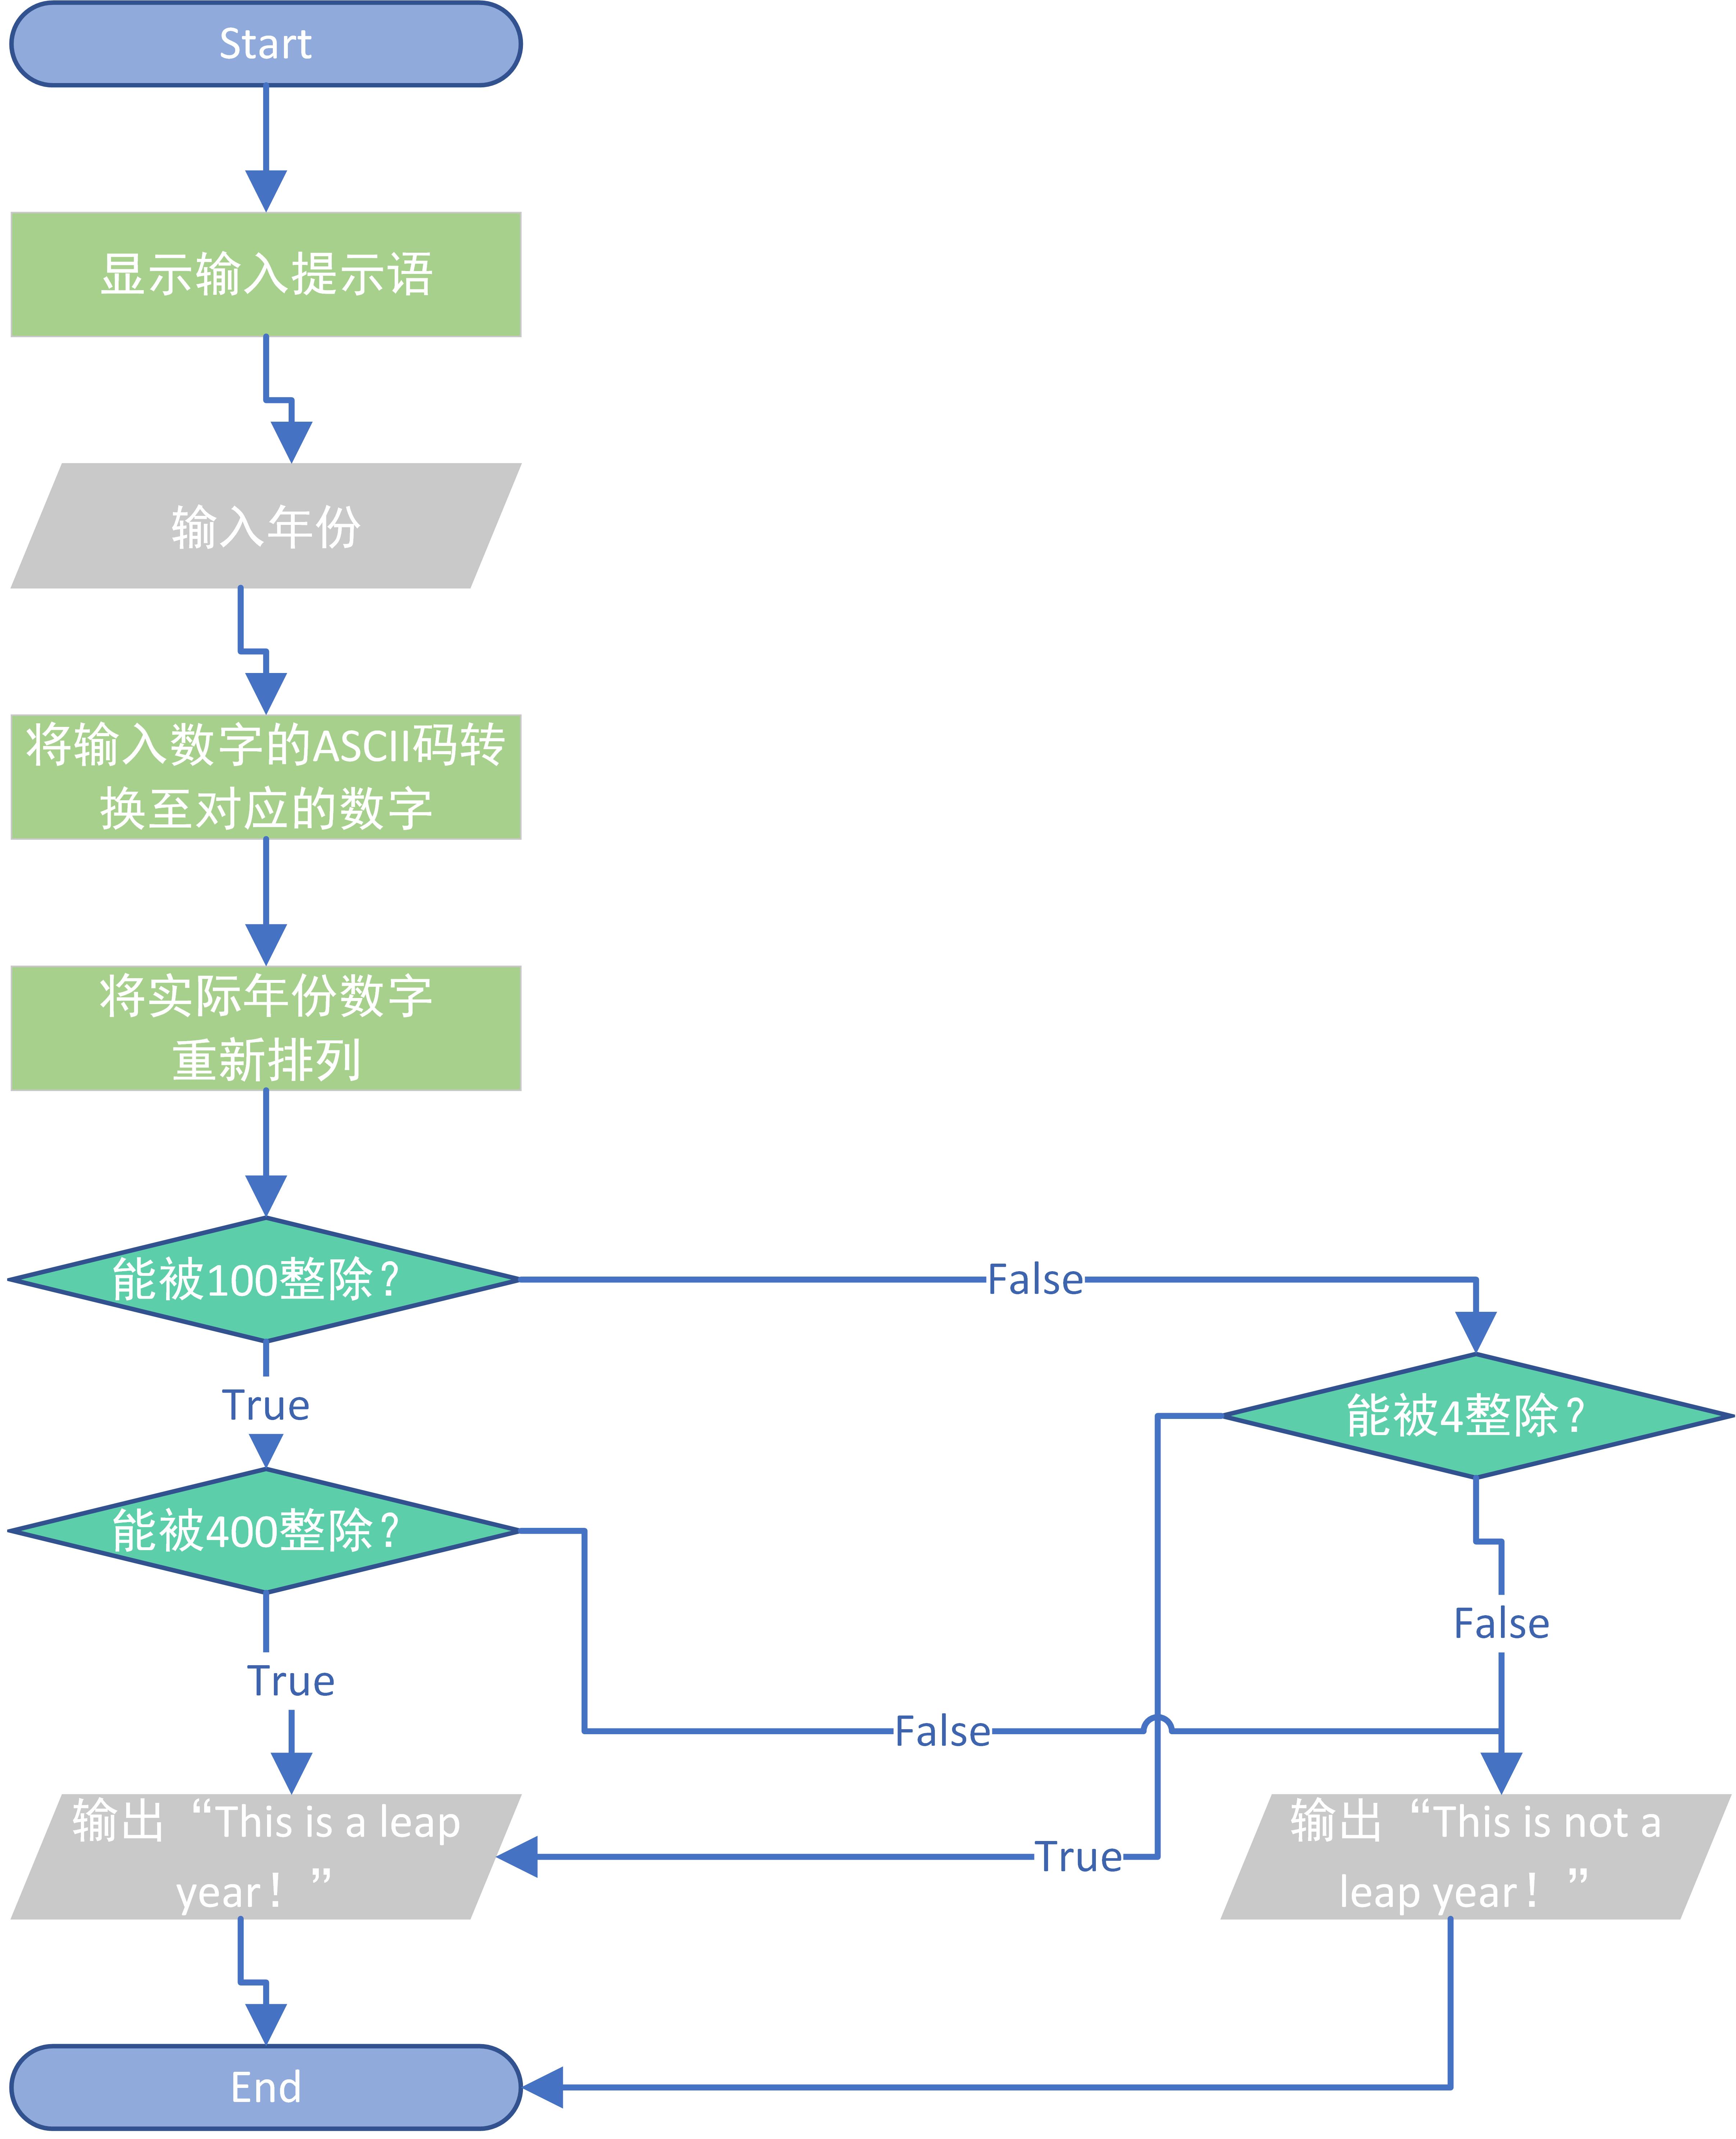 Start
显示输入提示语
输入年份
将输入数字的ASCII码转
换至对应的数字
将实际年份数字
重新排列
能被100整除？
False
True
能被4整除？
能被400整除？
False
True
False
输出“This is a leap
year！”
True
输出“This is not a
leap year！”
End